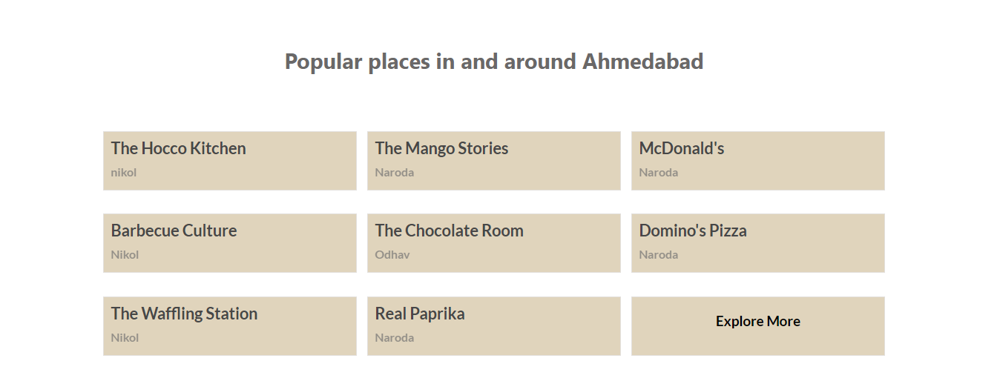 Popular places in and around Ahmedabad
The Hocco Kitchen
nikol
The Mango Stories
Naroda
McDonald's
Naroda
Barbecue Culture
Nikol
The Chocolate Room
Odhav
Domino's Pizza
Naroda
The Waffling Station
Nikol
Real Paprika
Naroda
Explore More